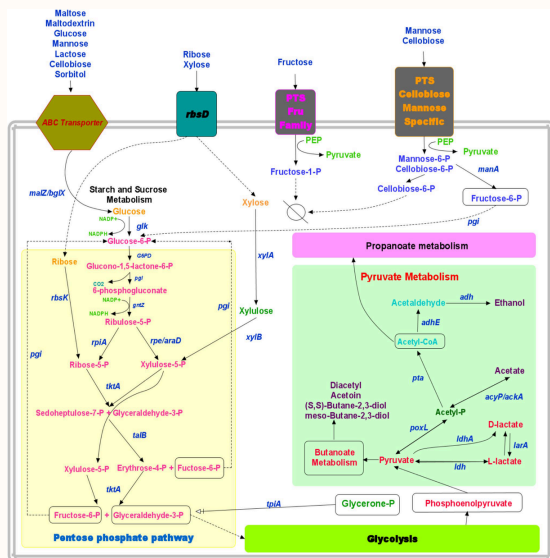 Maltose
Maltodextrin
Glucose
Mannose
Lactose
Cellobiose
Sorbitol
Ribose
Xylose
Fructose
Mannose
Cellobiose
ABC Transporter
rbsD
PTS
Fru
Family
PTS
Cellobiose
Mannose
Specific
PEP
Pyruvate
Fructose-1-P
PEP
Pyruvate
Mannose-6-P
Cellobiose-6-P
manA
Cellobiose-6-P
Fructose-6-P
pgi
malZ/bglX
Starch and Sucrose
Metabolism
Glucose
NADP+
glk
NADPH
Glucose-6-P
Xylose
xylA
Xylulose
xylB
Ribose
G6PD
Glucono-1,5-lactone-6-P
CO2
pgl
6-phosphogluconate
NADP+
gntZ
NADPH
Ribulose-5-P
rbsK
rpiA
rpe/araD
pgi
pgi
Ribose-5-P
Xylulose-5-P
tktA
Sedoheptulose-7-P + Glyceraldehyde-3-P
talB
Xylulose-5-P
Erythrose-4-P + Fuctose-6-P
tktA
Fructose-6-P + Glyceraldehyde-3-P
Pentose phosphate pathway
tpiA
Glycerone-P
Phosphoenolpyruvate
Glycolysis
Propanoate metabolism
Pyruvate Metabolism
Acetaldehyde
adh
Ethanol
adhE
Acetyl-CoA
pta
Acetate
acyP/ackA
Acetyl-P
Diacetyl
Acetoin
(S,S)-Butane-2,3-diol
meso-Butane-2,3-diol
poxL
D-lactate
ldhA
larA
Butanoate
Metabolism
Pyruvate
ldh
L-lactate